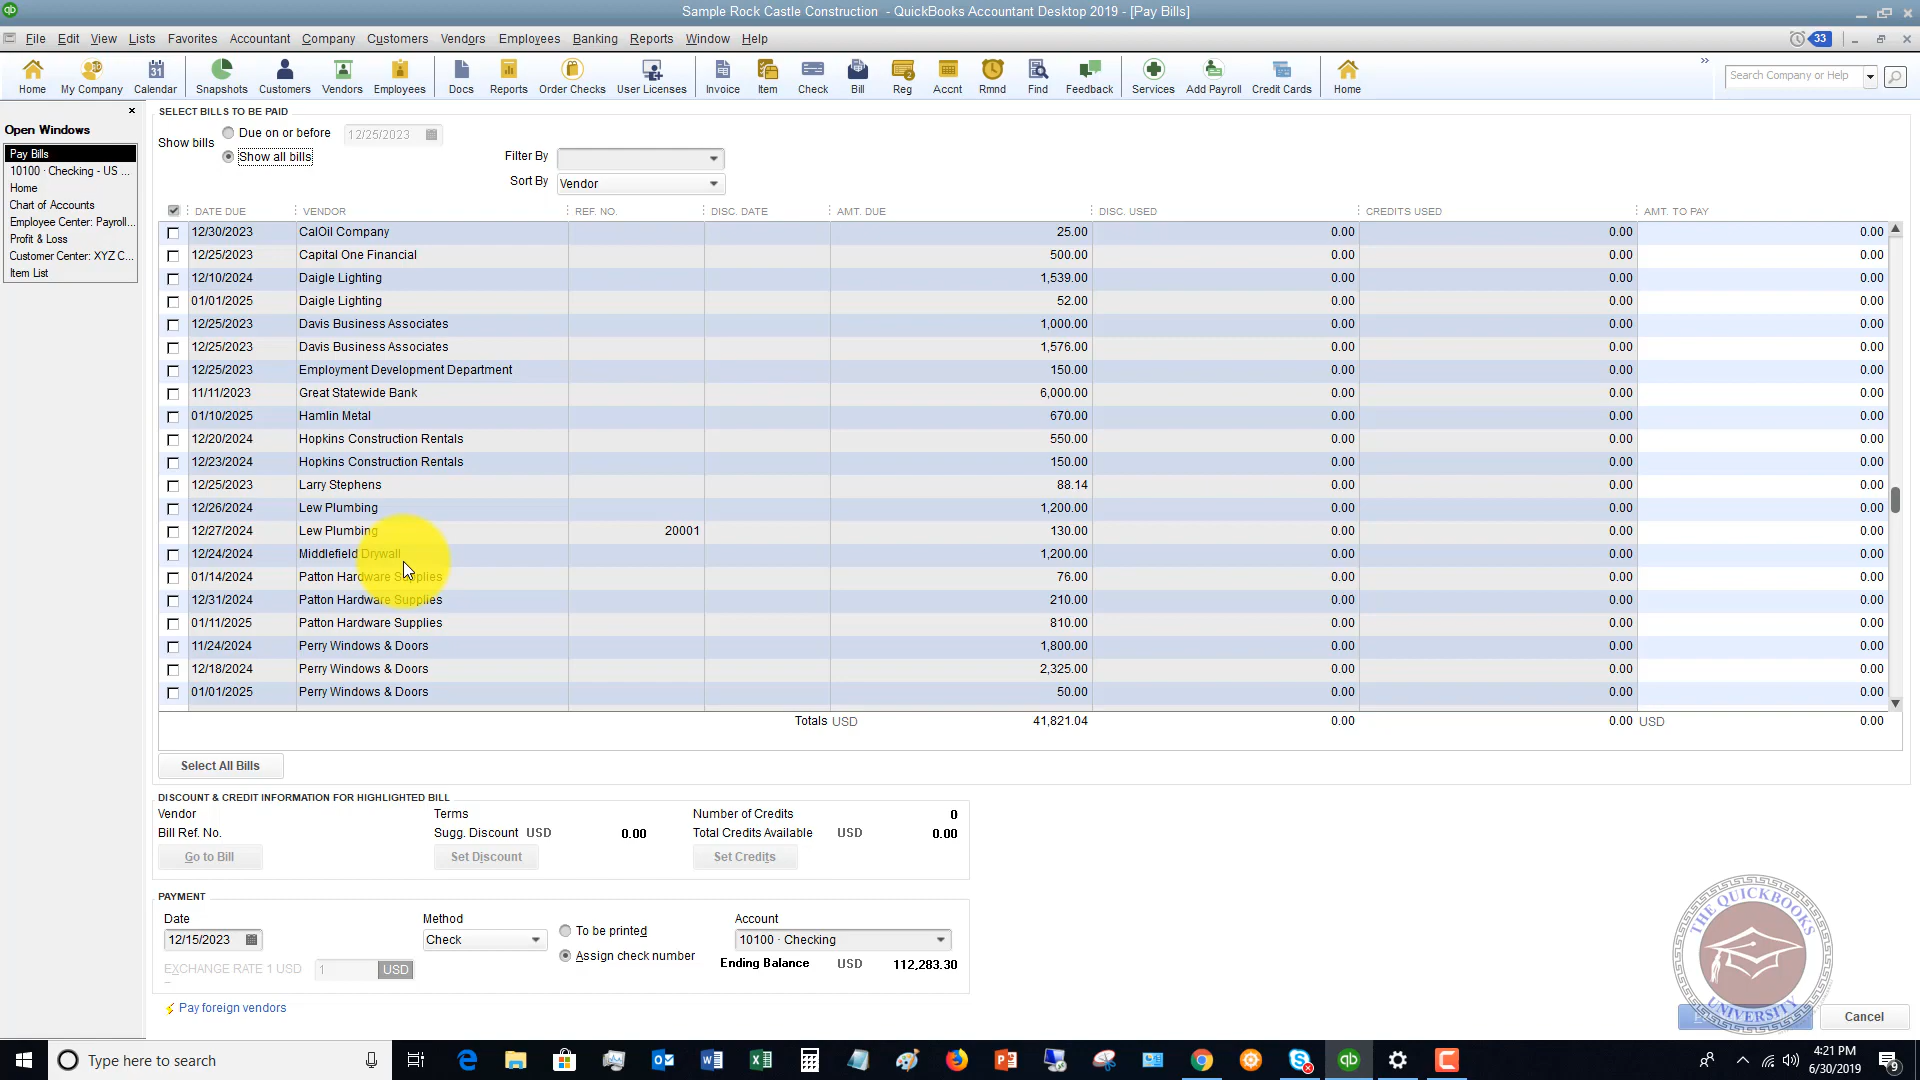 Sample Rock Castle Construction - QuickBooks Accountant Desktop 2019 - [Pay Bills]
File Edit View Lists Favorites Accountant Company Customers Vendors Employees Banking Reports Window Help 33
Home My Company Calendar Snapshots Customers Vendors Employees Docs Reports Order Checks User Licenses Invoice Item Check Bill Reg Accnt Rmnd Find Feedback Services Add Payroll Credit Cards Home Search Company or Help
Open Windows
Pay Bills
10100 · Checking - US ...
Home
Chart of Accounts
Employee Center: Payroll...
Profit & Loss
Customer Center: XYZ C...
Item List
SELECT BILLS TO BE PAID
Show bills Due on or before 12/25/2023
Show all bills
Filter By
Sort By Vendor
DATE DUE VENDOR REF. NO. DISC. DATE AMT. DUE DISC. USED CREDITS USED AMT. TO PAY
12/30/2023 CalOil Company 25.00 0.00 0.00 0.00
12/25/2023 Capital One Financial 500.00 0.00 0.00 0.00
12/10/2024 Daigle Lighting 1,539.00 0.00 0.00 0.00
01/01/2025 Daigle Lighting 52.00 0.00 0.00 0.00
12/25/2023 Davis Business Associates 1,000.00 0.00 0.00 0.00
12/25/2023 Davis Business Associates 1,576.00 0.00 0.00 0.00
12/25/2023 Employment Development Department 150.00 0.00 0.00 0.00
11/11/2023 Great Statewide Bank 6,000.00 0.00 0.00 0.00
01/10/2025 Hamlin Metal 670.00 0.00 0.00 0.00
12/20/2024 Hopkins Construction Rentals 550.00 0.00 0.00 0.00
12/23/2024 Hopkins Construction Rentals 150.00 0.00 0.00 0.00
12/25/2023 Larry Stephens 88.14 0.00 0.00 0.00
12/26/2024 Lew Plumbing 1,200.00 0.00 0.00 0.00
12/27/2024 Lew Plumbing 20001 130.00 0.00 0.00 0.00
12/24/2024 Middlefield Drywall 1,200.00 0.00 0.00 0.00
01/14/2024 Patton Hardware Supplies 76.00 0.00 0.00 0.00
12/31/2024 Patton Hardware Supplies 210.00 0.00 0.00 0.00
01/11/2025 Patton Hardware Supplies 810.00 0.00 0.00 0.00
11/24/2024 Perry Windows & Doors 1,800.00 0.00 0.00 0.00
12/18/2024 Perry Windows & Doors 2,325.00 0.00 0.00 0.00
01/01/2025 Perry Windows & Doors 50.00 0.00 0.00 0.00
Totals USD 41,821.04 0.00 0.00 USD 0.00
Select All Bills
DISCOUNT & CREDIT INFORMATION FOR HIGHLIGHTED BILL
Vendor Terms Number of Credits 0
Bill Ref. No. Sugg. Discount USD 0.00 Total Credits Available USD 0.00
Go to Bill Set Discount Set Credits
PAYMENT
Date Method Account
12/15/2023 Check To be printed 10100 · Checking
Assign check number Ending Balance USD 112,283.30
EXCHANGE RATE 1 USD 1 USD
Pay foreign vendors
THE QUICKBOOKS UNIVERSITY
Cancel
Type here to search
4:21 PM
6/30/2019
9